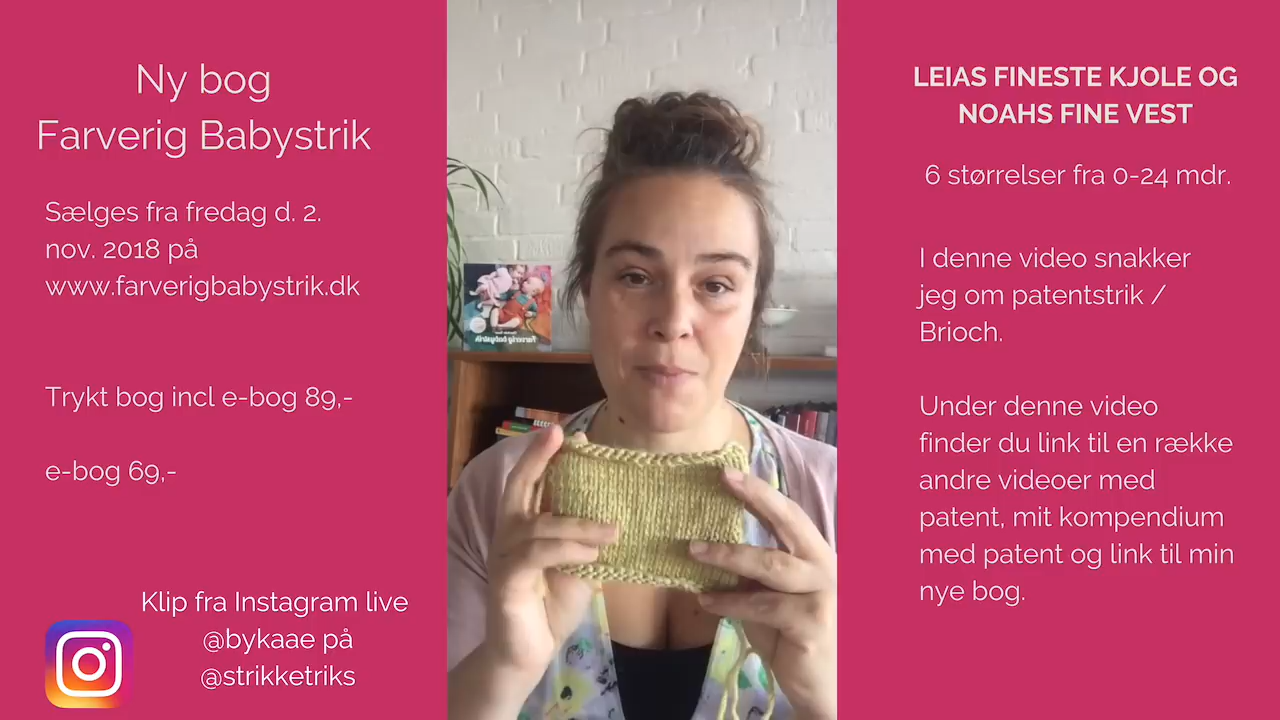 Ny bog
Farverig Babystrik
Sælges fra fredag d. 2.
nov. 2018 på
www.farverigbabystrik.dk
Trykt bog incl e-bog 89,-
e-bog 69,-
Klip fra Instagram live
@bykaae på
@strikketriks
Farverig babystrik
LEIAS FINESTE KJOLE OG
NOAHS FINE VEST
6 størrelser fra 0-24 mdr.
I denne video snakker
jeg om patentstrik /
Brioch.
Under denne video
finder du link til en række
andre videoer med
patent, mit kompendium
med patent og link til min
nye bog.